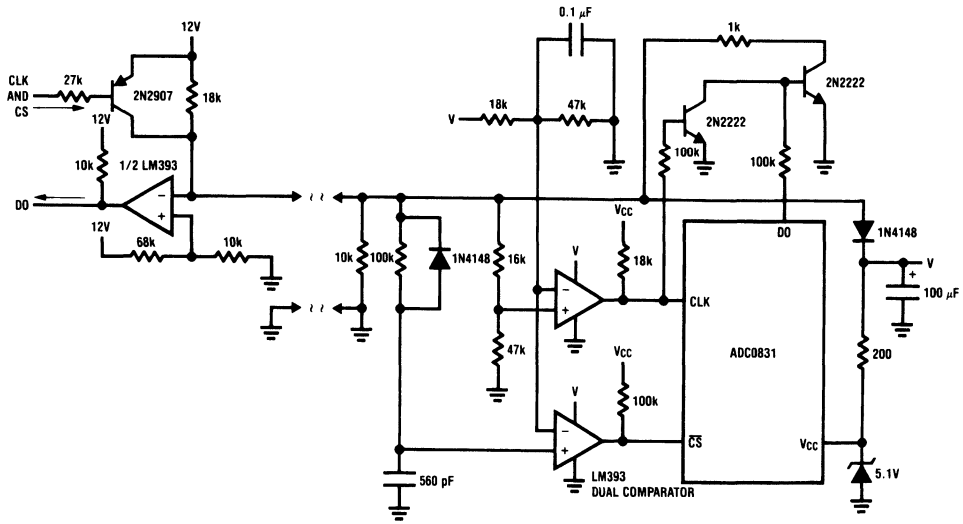 0.1 µF
12V
1k
CLK
AND
CS
27k
2N2907
18k
2N2222
12V
V
18k
47k
2N2222
10k
1/2 LM393
100k
100k
DO
−
+
12V
68k
10k
VCC
DO
1N4148
10k
100k
1N4148
16k
V
18k
V
+
100 µF
−
+
CLK
ADC0831
47k
VCC
200
V
100k
−
+
CS
VCC
560 pF
LM393
DUAL COMPARATOR
5.1V